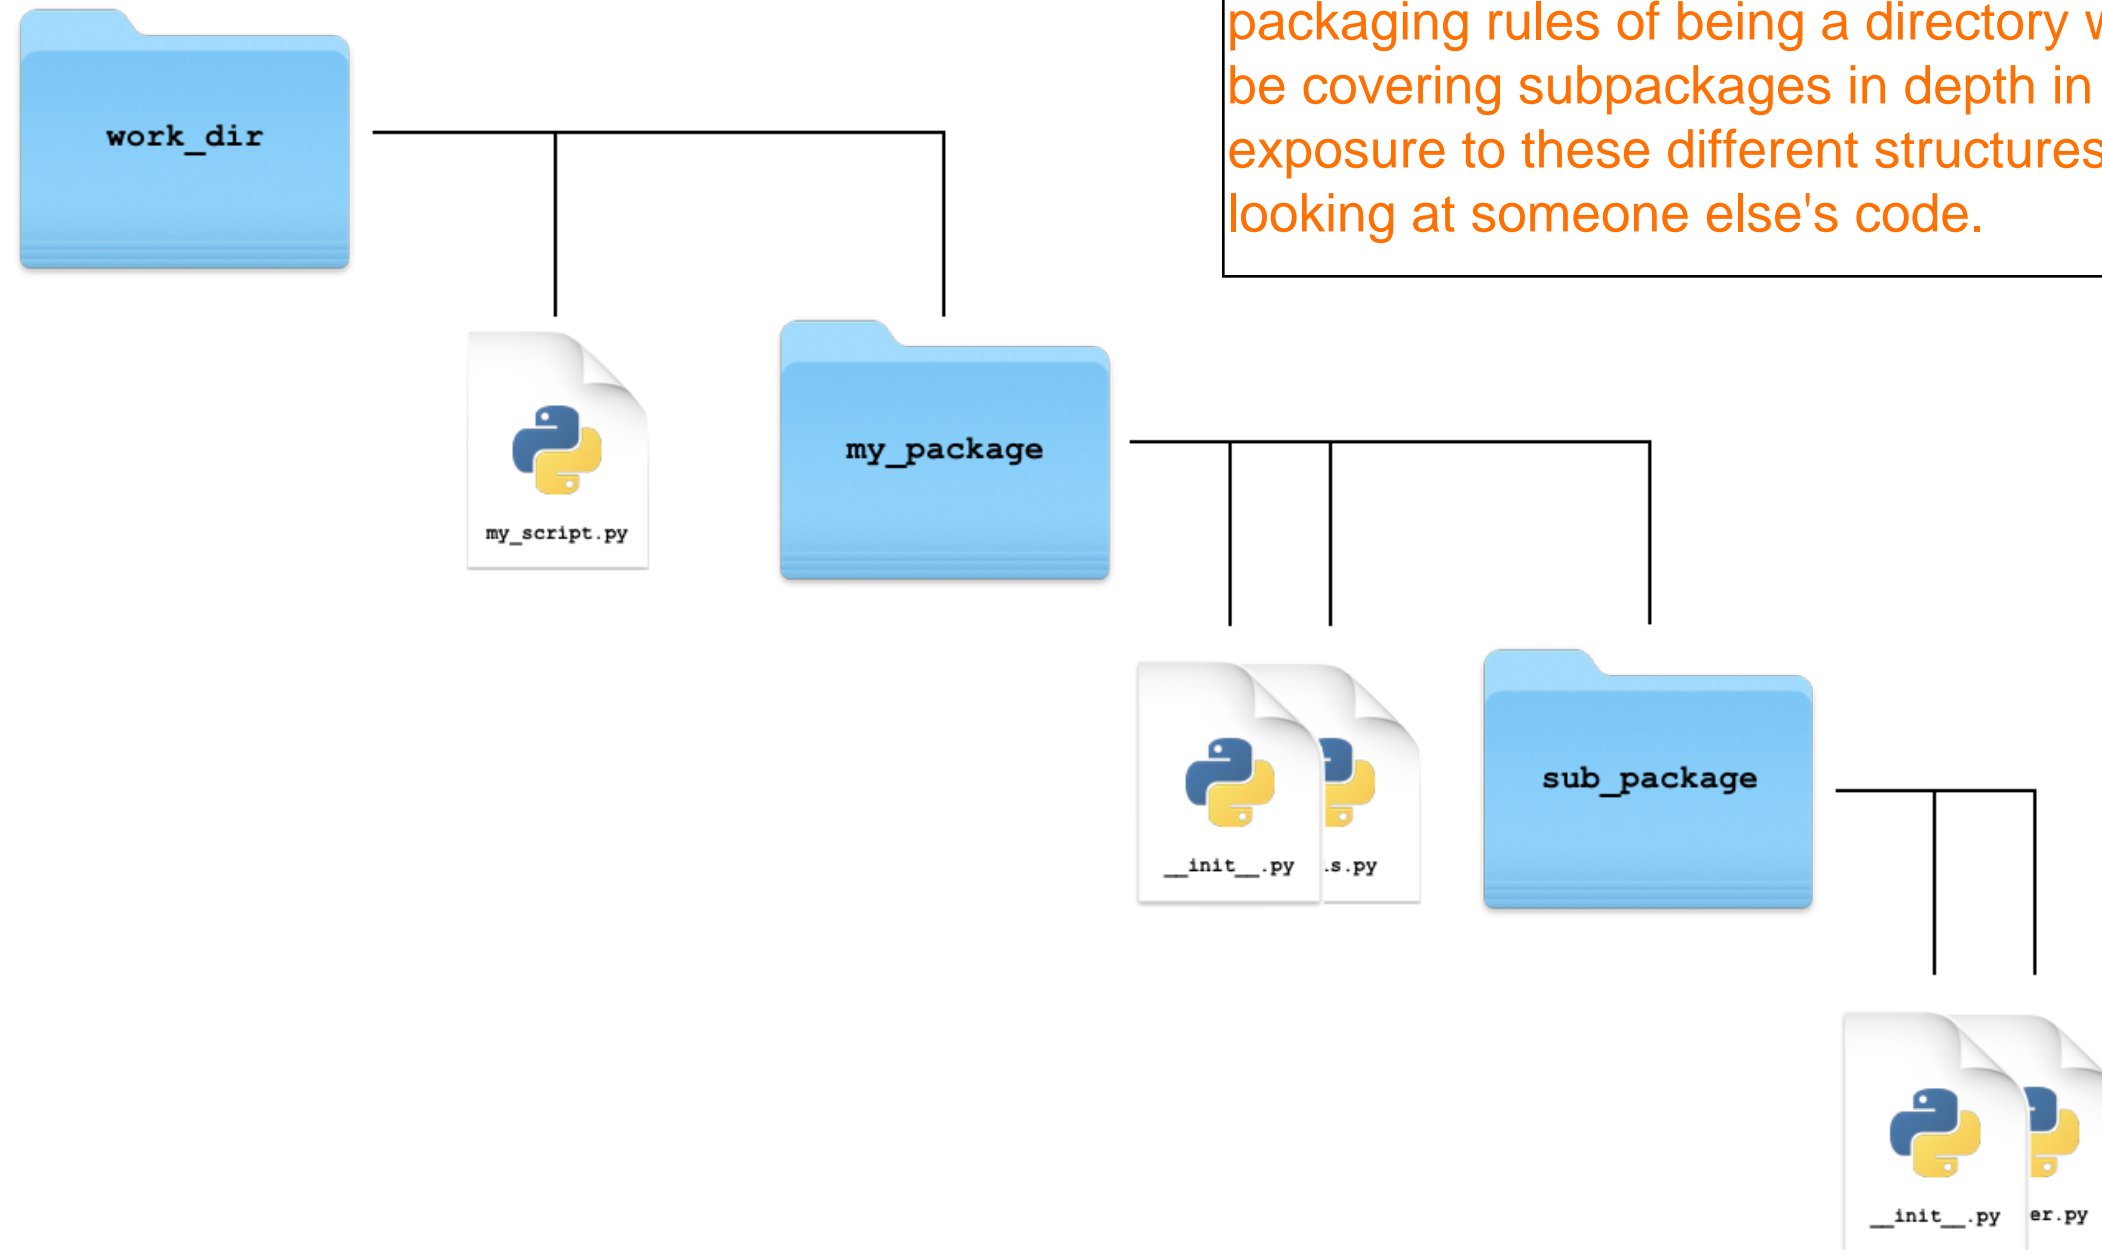 packaging rules of being a directory
be covering subpackages in depth in
exposure to these different structures
looking at someone else's code.
work_dir
my_script.py
my_package
__init__.py
s.py
sub_package
__init__.py
er.py